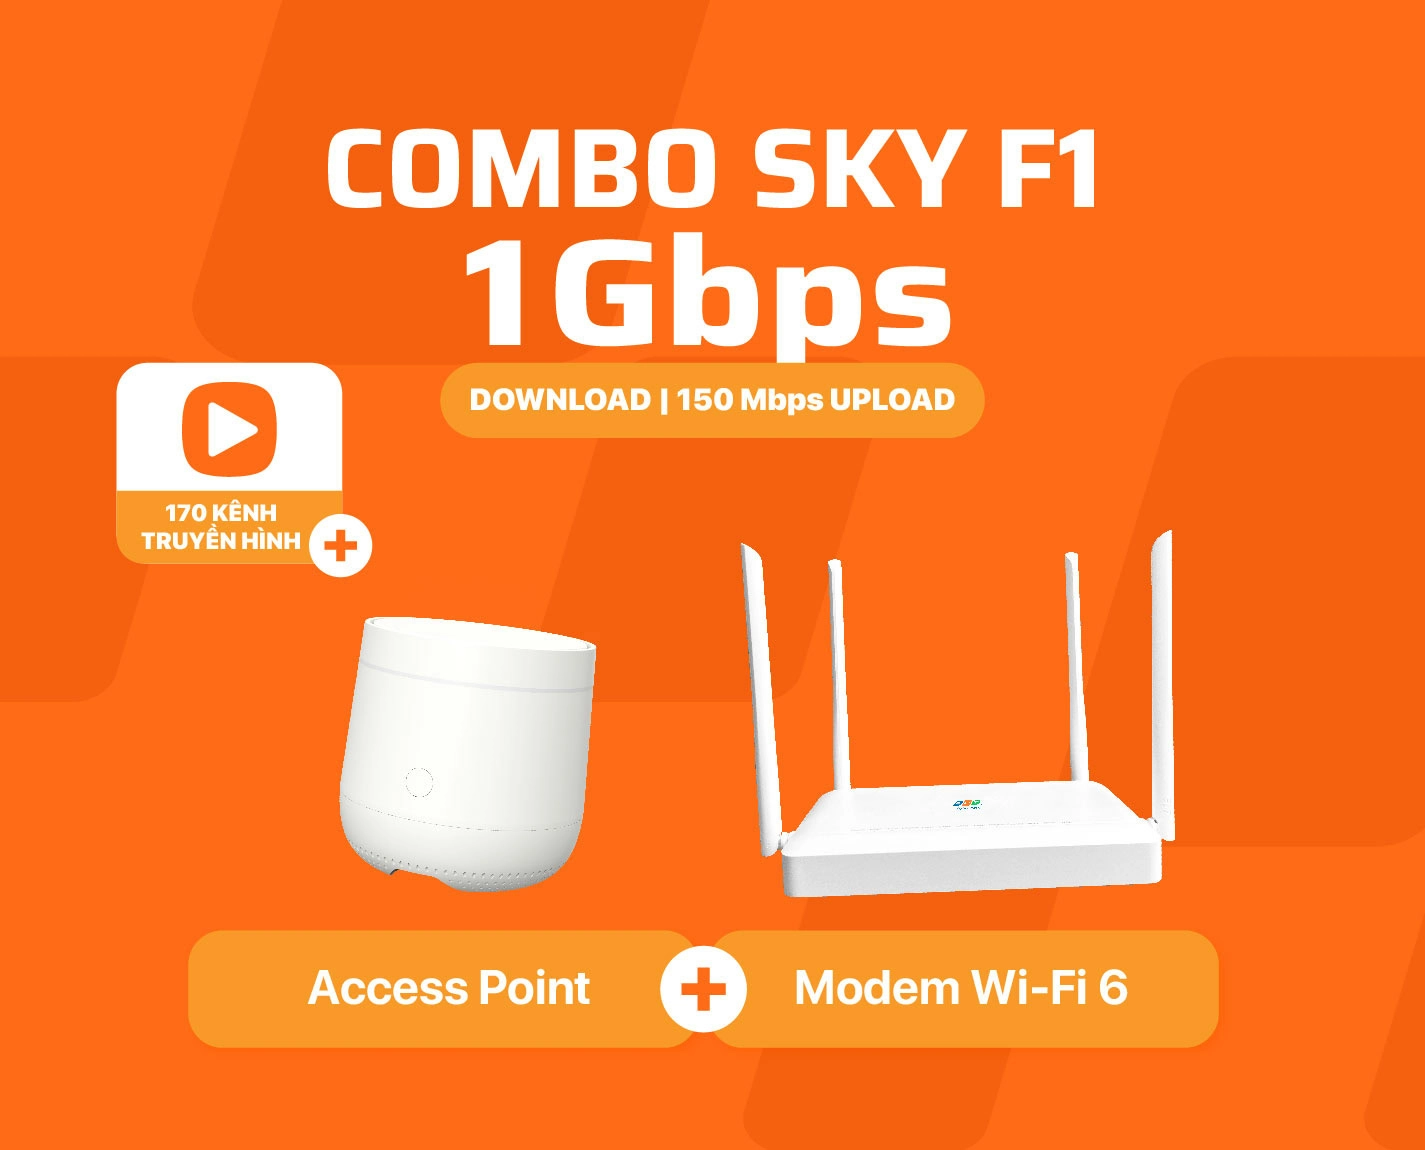 COMBO SKY F1
1Gbps
DOWNLOAD | 150 Mbps UPLOAD
170 KÊNH
TRUYỀN HÌNH
Access Point
Modem Wi-Fi 6